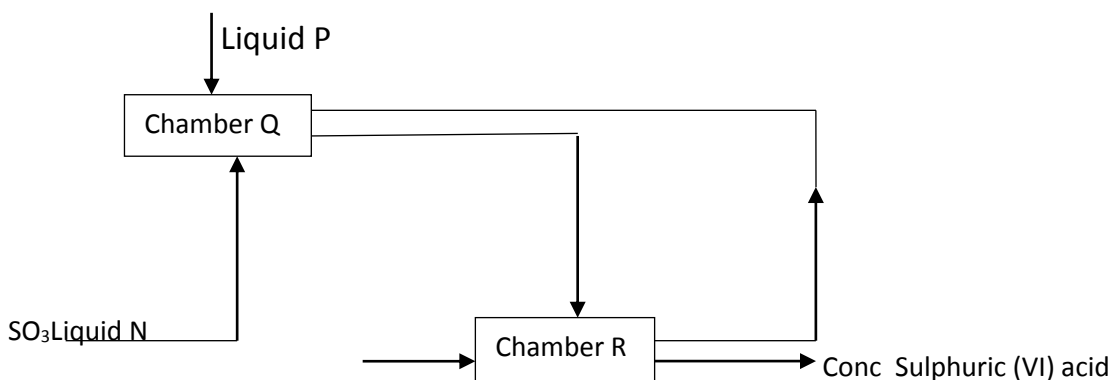 Liquid P
Chamber Q
SO₃Liquid N
Chamber R
Conc Sulphuric (VI) acid